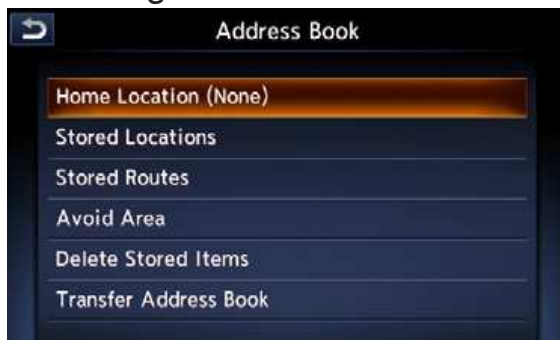 Address Book
Home Location (None)
Stored Locations
Stored Routes
Avoid Area
Delete Stored Items
Transfer Address Book